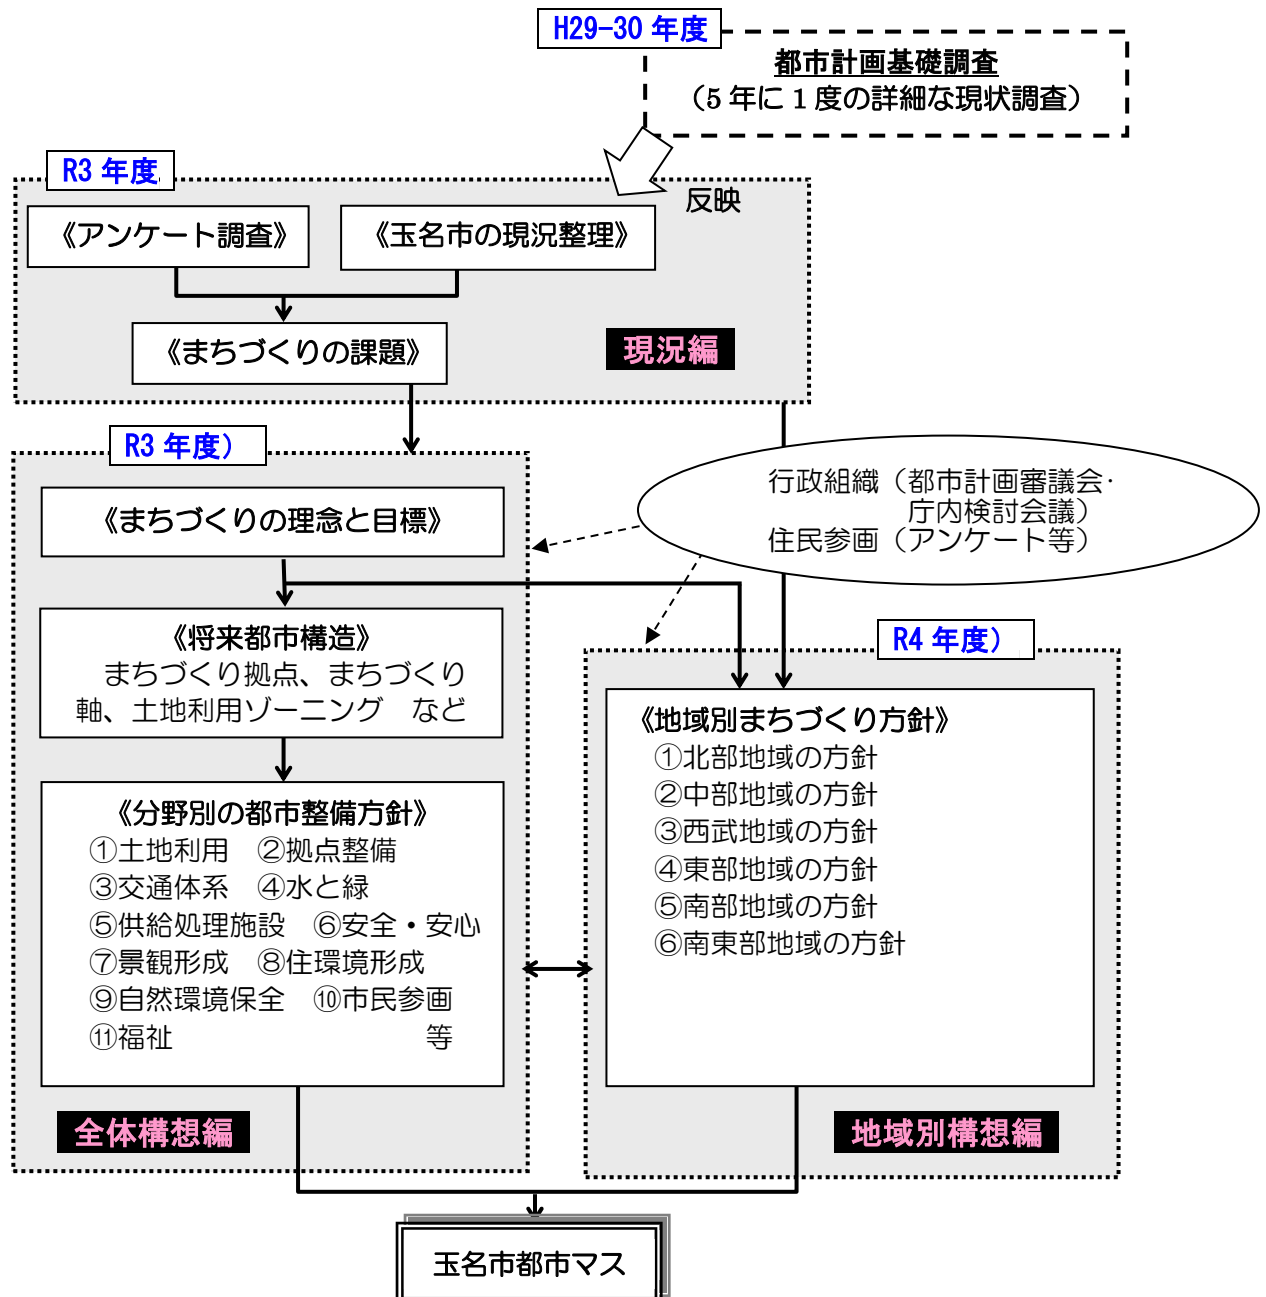 H29-30 年度
都市計画基礎調査
（5 年に 1 度の詳細な現状調査）
R3 年度
反映
《アンケート調査》
《玉名市の現況整理》
《まちづくりの課題》
現況編
R3 年度）
行政組織（都市計画審議会・
庁内検討会議）
住民参画（アンケート等）
《まちづくりの理念と目標》
《将来都市構造》
まちづくり拠点、まちづくり
軸、土地利用ゾーニング　など
《分野別の都市整備方針》
①土地利用　②拠点整備
③交通体系　④水と緑
⑤供給処理施設　⑥安全・安心
⑦景観形成　⑧住環境形成
⑨自然環境保全　⑩市民参画
⑪福祉　　　　　　　　　等
全体構想編
R4 年度）
《地域別まちづくり方針》
①北部地域の方針
②中部地域の方針
③西武地域の方針
④東部地域の方針
⑤南部地域の方針
⑥南東部地域の方針
地域別構想編
玉名市都市マス